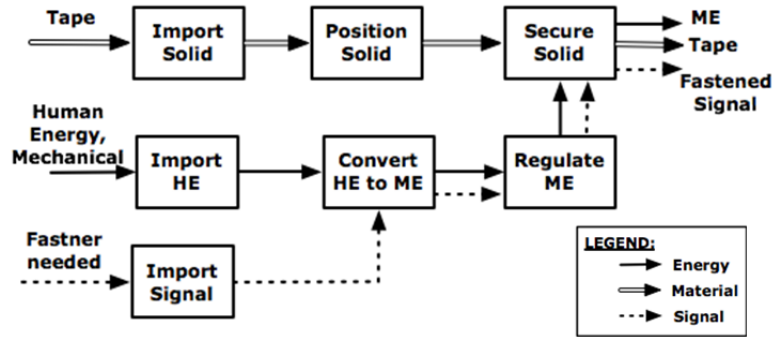 Tape
Import
Solid
Position
Solid
Secure
Solid
ME
Tape
Fastened
Signal
Human
Energy,
Mechanical
Import
HE
Convert
HE to ME
Regulate
ME
Fastner
needed
Import
Signal
LEGEND:
Energy
Material
Signal